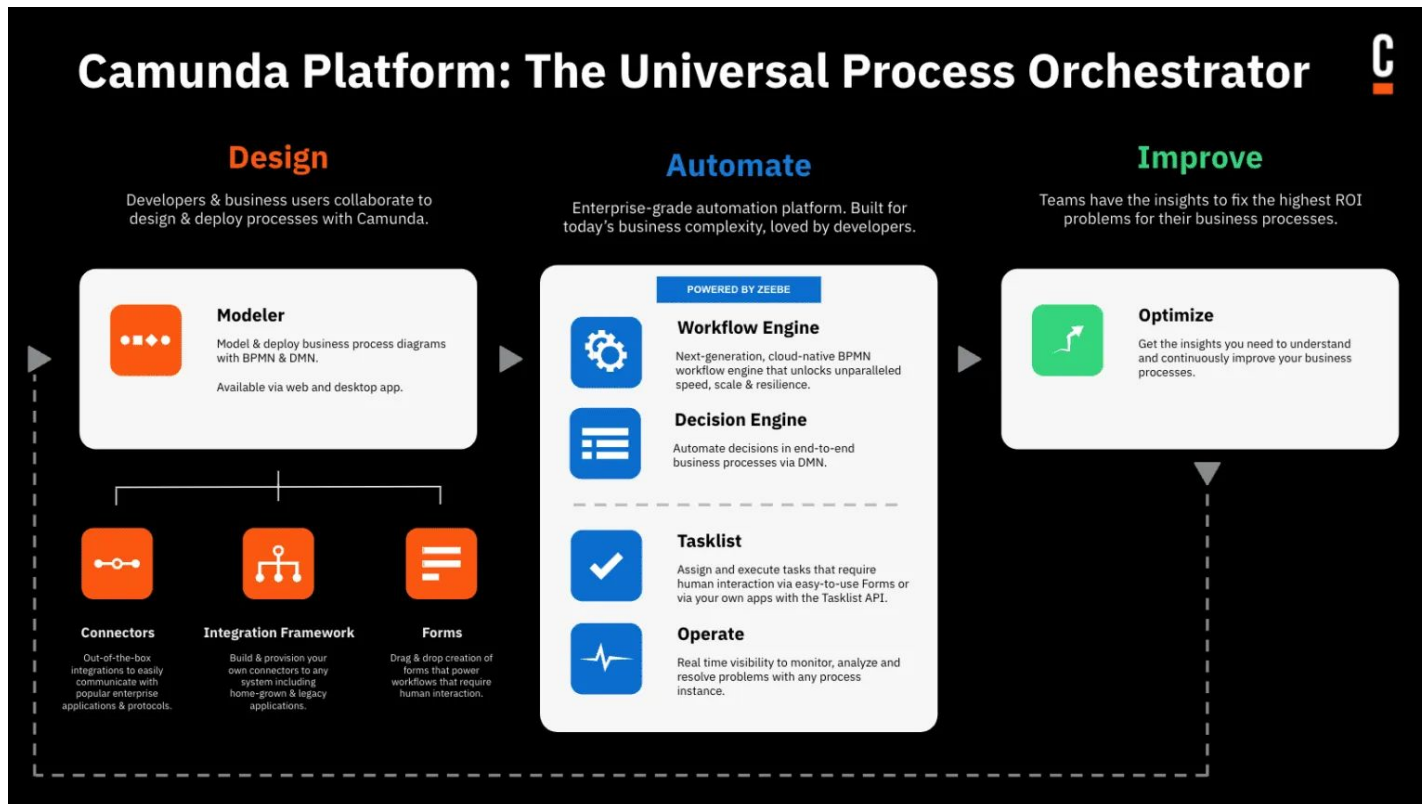 Camunda Platform: The Universal Process Orchestrator
C
Design
Developers & business users collaborate to
design & deploy processes with Camunda.
Modeler
Model & deploy business process diagrams
with BPMN & DMN.
Available via web and desktop app.
Connectors
Out-of-the-box
integrations to easily
communicate with
popular enterprise
applications & protocols.
Integration Framework
Build & provision your
own connectors to any
system including
home-grown & legacy
applications.
Forms
Drag & drop creation of
forms that power
workflows that require
human interaction.
Automate
Enterprise-grade automation platform. Built for
today’s business complexity, loved by developers.
POWERED BY ZEEBE
Workflow Engine
Next-generation, cloud-native BPMN
workflow engine that unlocks unparalleled
speed, scale & resilience.
Decision Engine
Automate decisions in end-to-end
business processes via DMN.
Tasklist
Assign and execute tasks that require
human interaction via easy-to-use Forms or
via your own apps with the Tasklist API.
Operate
Real time visibility to monitor, analyze and
resolve problems with any process
instance.
Improve
Teams have the insights to fix the highest ROI
problems for their business processes.
Optimize
Get the insights you need to understand
and continuously improve your business
processes.